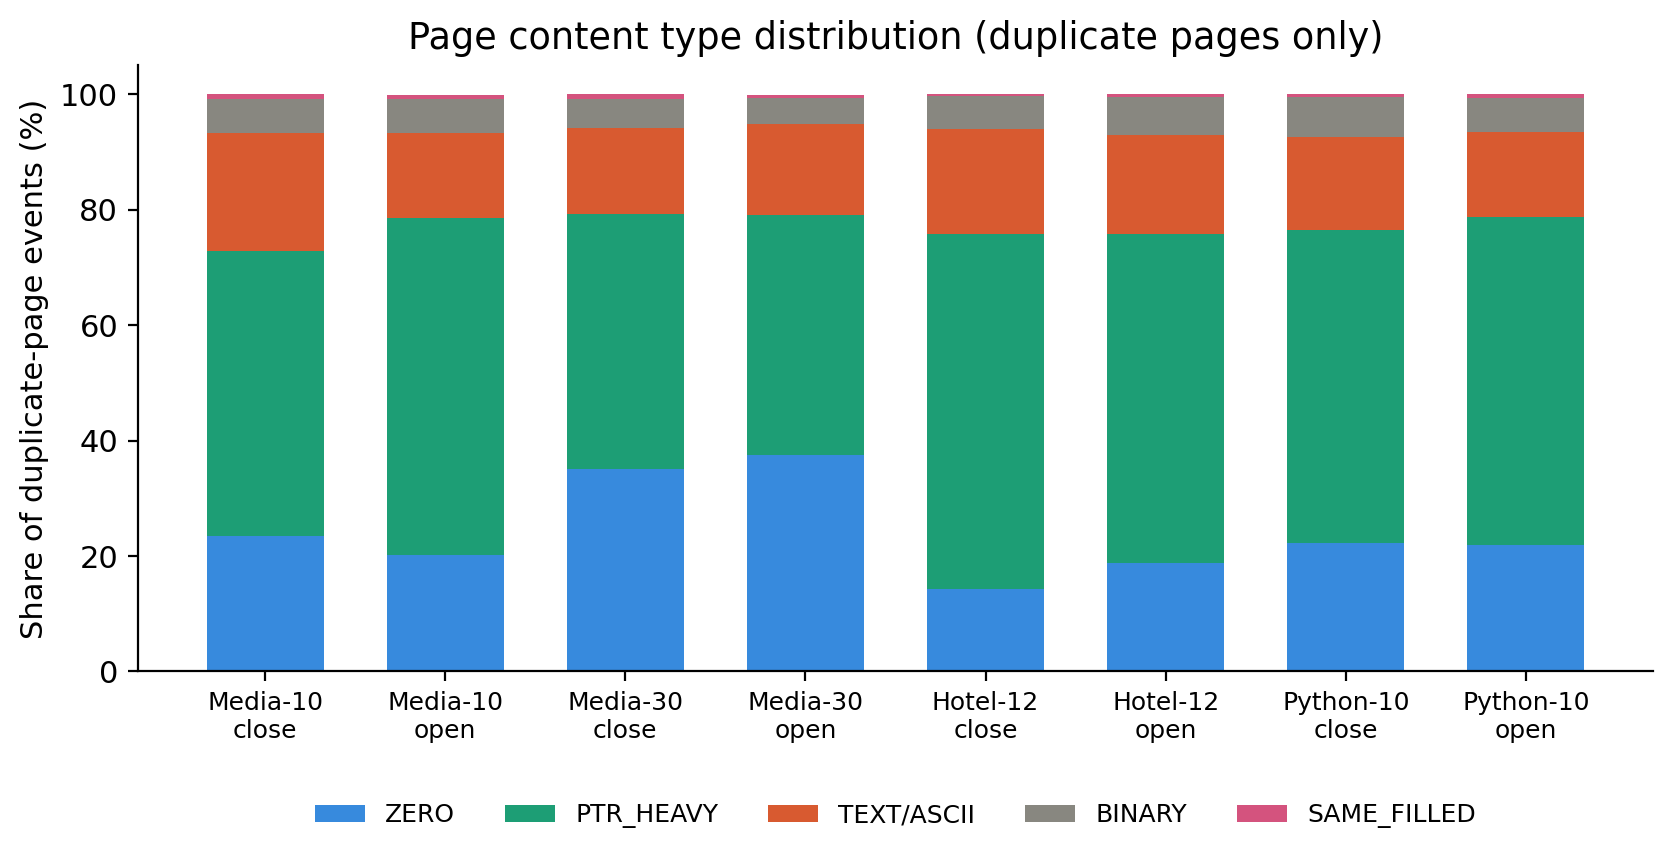 Page content type distribution (duplicate pages only)
Share of duplicate-page events (%)
100
80
60
40
20
0
Media-10
close
Media-10
open
Media-30
close
Media-30
open
Hotel-12
close
Hotel-12
open
Python-10
close
Python-10
open
ZERO
PTR_HEAVY
TEXT/ASCII
BINARY
SAME_FILLED